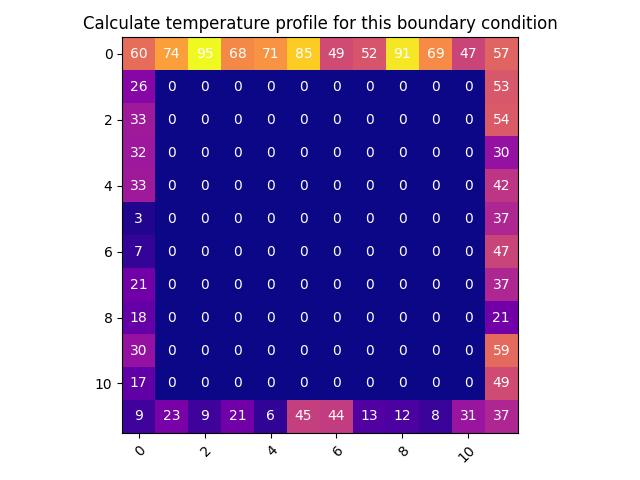 Calculate temperature profile for this boundary condition
0 60 74 95 68 71 85 49 52 91 69 47 57
26 0 0 0 0 0 0 0 0 0 0 53
2 33 0 0 0 0 0 0 0 0 0 0 54
32 0 0 0 0 0 0 0 0 0 0 30
4 33 0 0 0 0 0 0 0 0 0 0 42
3 0 0 0 0 0 0 0 0 0 0 37
6 7 0 0 0 0 0 0 0 0 0 0 47
21 0 0 0 0 0 0 0 0 0 0 37
8 18 0 0 0 0 0 0 0 0 0 0 21
30 0 0 0 0 0 0 0 0 0 0 59
10 17 0 0 0 0 0 0 0 0 0 0 49
9 23 9 21 6 45 44 13 12 8 31 37
0 2 4 6 8 10